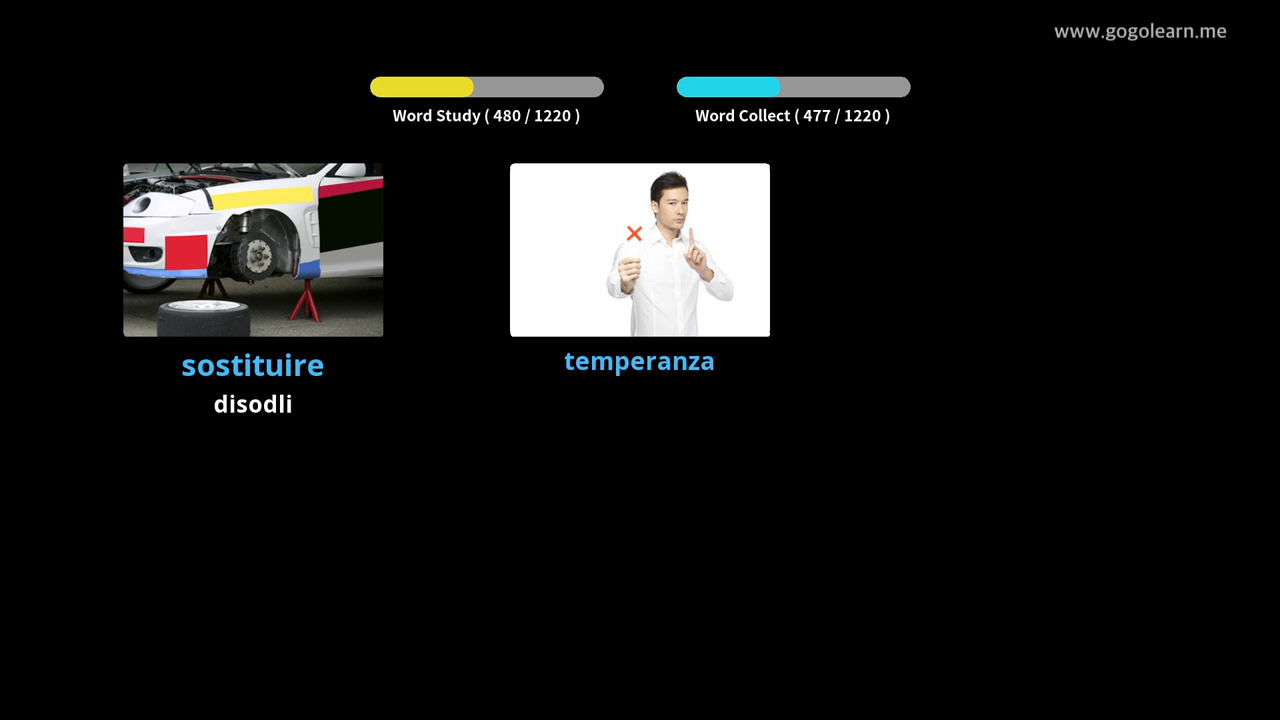 www.gogolearn.me
Word Study ( 480 / 1220 )
Word Collect ( 477 / 1220 )
sostituire
disodli
temperanza